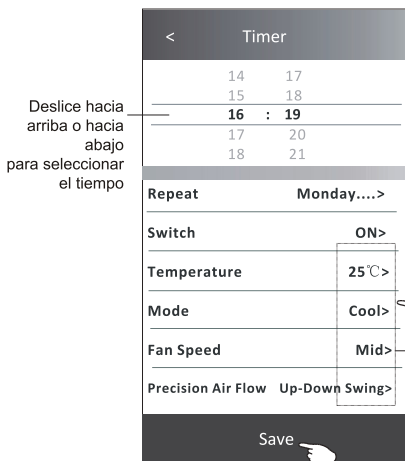 < Timer
14 17
15 18
16 : 19
17 20
18 21
Deslice hacia
arriba o hacia
abajo
para seleccionar
el tiempo
Repeat Monday....>
Switch ON>
Temperature 25℃>
Mode Cool>
Fan Speed Mid>
Precision Air Flow Up-Down Swing>
Save